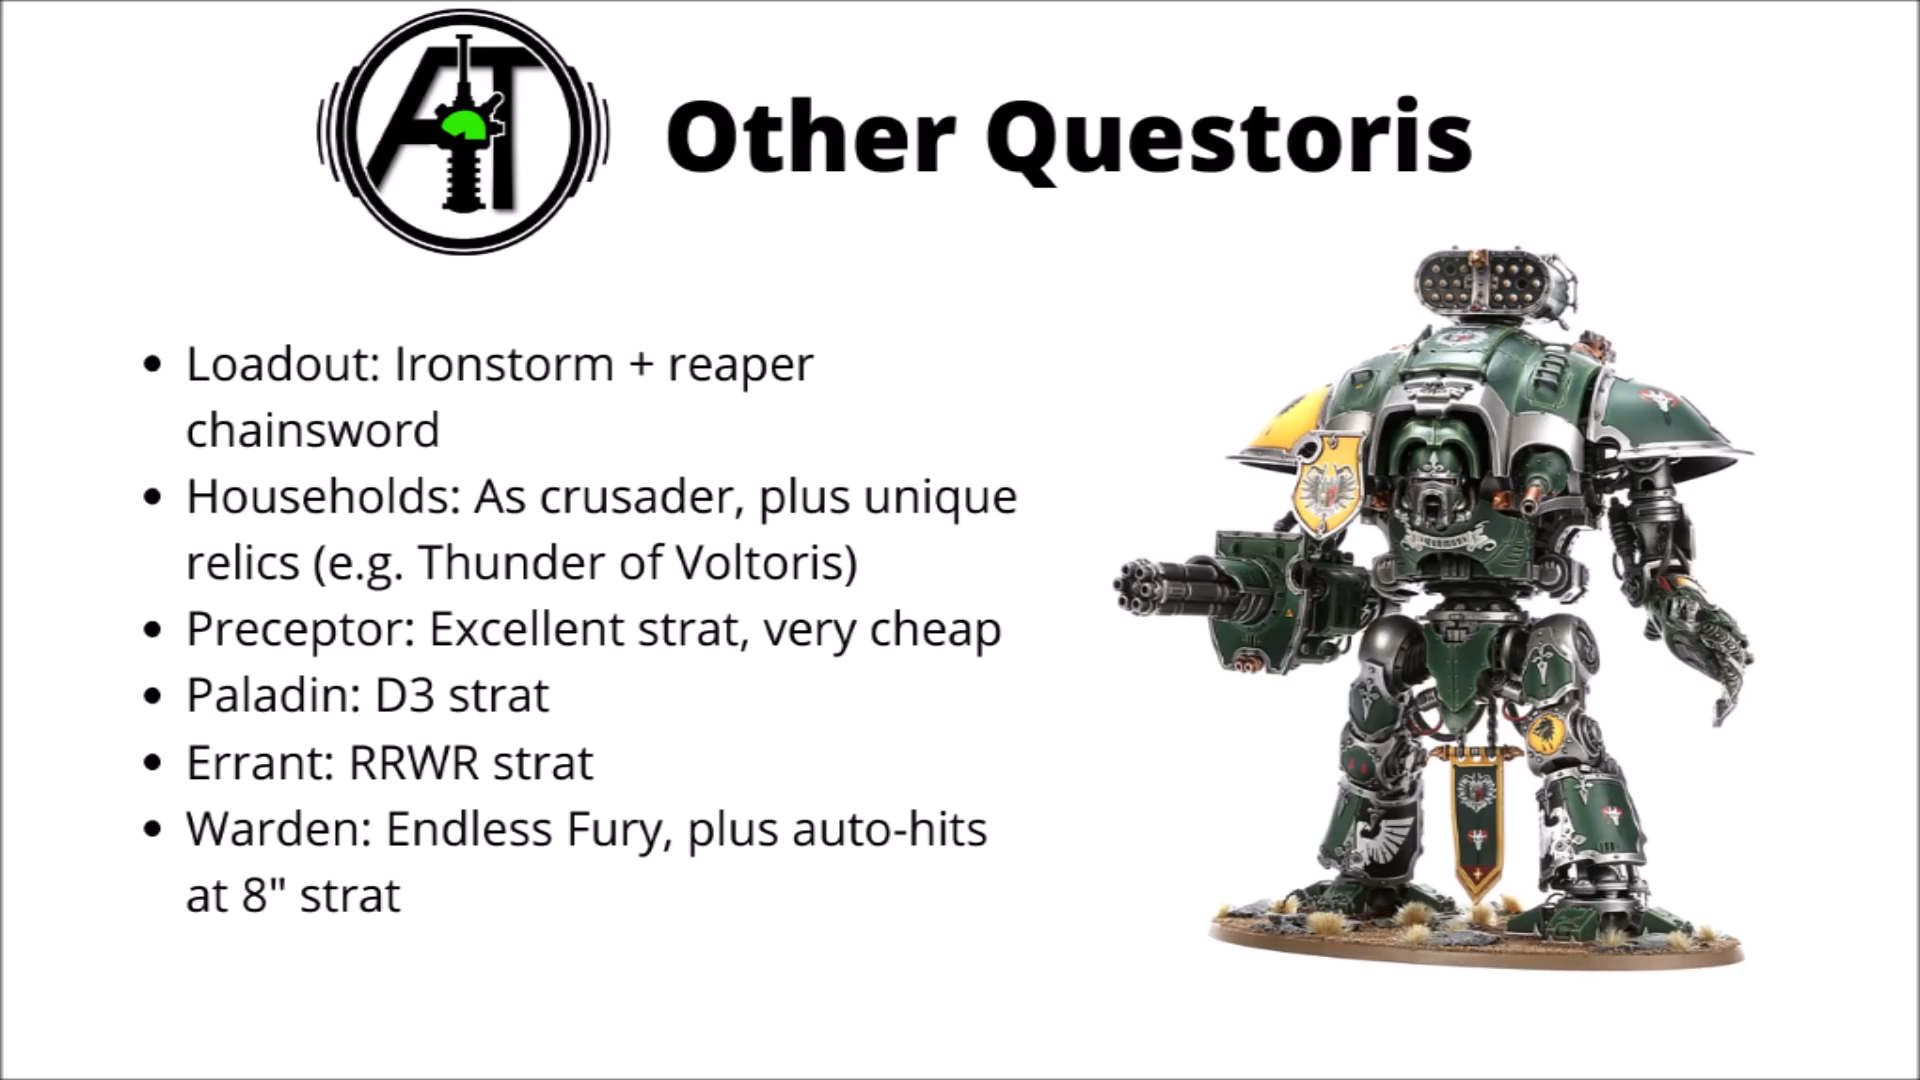 AT
Other Questoris
• Loadout: Ironstorm + reaper
chainsword
• Households: As crusader, plus unique
relics (e.g. Thunder of Voltoris)
• Preceptor: Excellent strat, very cheap
• Paladin: D3 strat
• Errant: RRWR strat
• Warden: Endless Fury, plus auto-hits
at 8" strat